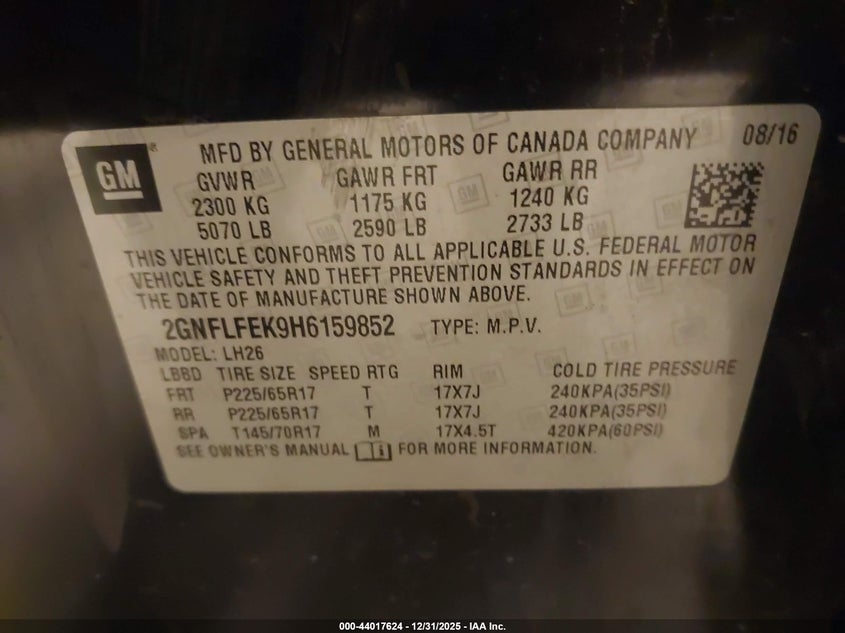 GM ® MFD BY GENERAL MOTORS OF CANADA COMPANY 08/16
GVWR GAWR FRT GAWR RR
2300 KG 1175 KG 1240 KG
5070 LB 2590 LB 2733 LB
THIS VEHICLE CONFORMS TO ALL APPLICABLE U.S. FEDERAL MOTOR
VEHICLE SAFETY AND THEFT PREVENTION STANDARDS IN EFFECT ON
THE DATE OF MANUFACTURE SHOWN ABOVE.
2GNFLFEK9H6159852 TYPE: M.P.V.
MODEL: LH26
LBBD TIRE SIZE SPEED RTG RIM COLD TIRE PRESSURE
FRT P225/65R17 T 17X7J 240KPA(35PSI)
RR P225/65R17 T 17X7J 240KPA(35PSI)
SPA T145/70R17 M 17X4.5T 420KPA(60PSI)
SEE OWNER'S MANUAL i FOR MORE INFORMATION.
000-44017624 - 12/31/2025 - IAA Inc.